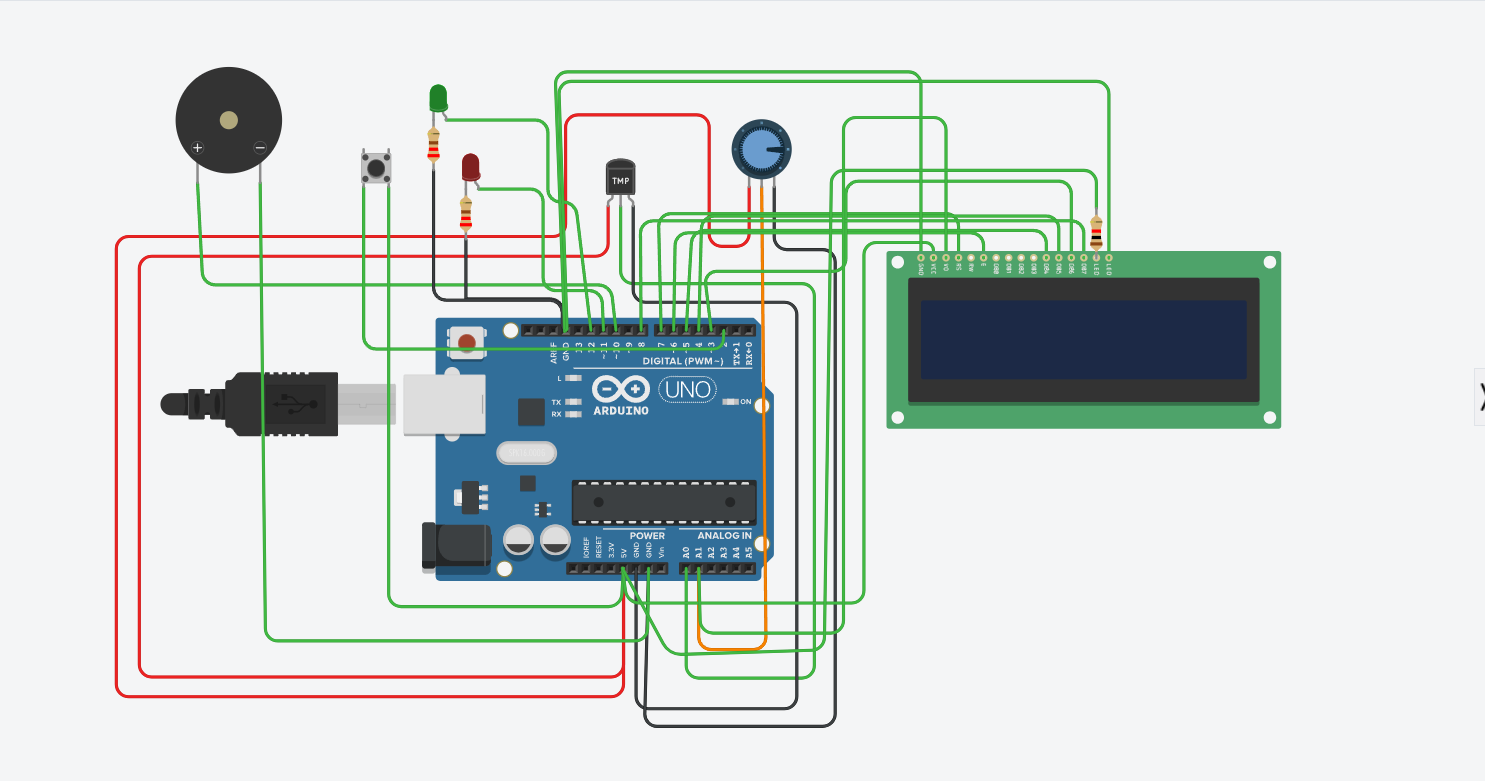 TMP
GND
VCC
V0
RS
RW
E
DB0
DB1
DB2
DB3
DB4
DB5
DB6
DB7
LED
LED
AREF
GND
13
12
~11
~10
~9
8
7
~6
~5
4
~3
2
TX→1
RX←0
DIGITAL (PWM ~)
L
TX
RX
ARDUINO
UNO
ON
POWER
ANALOG IN
IOREF
RESET
3.3V
5V
GND
GND
Vin
A0
A1
A2
A3
A4
A5